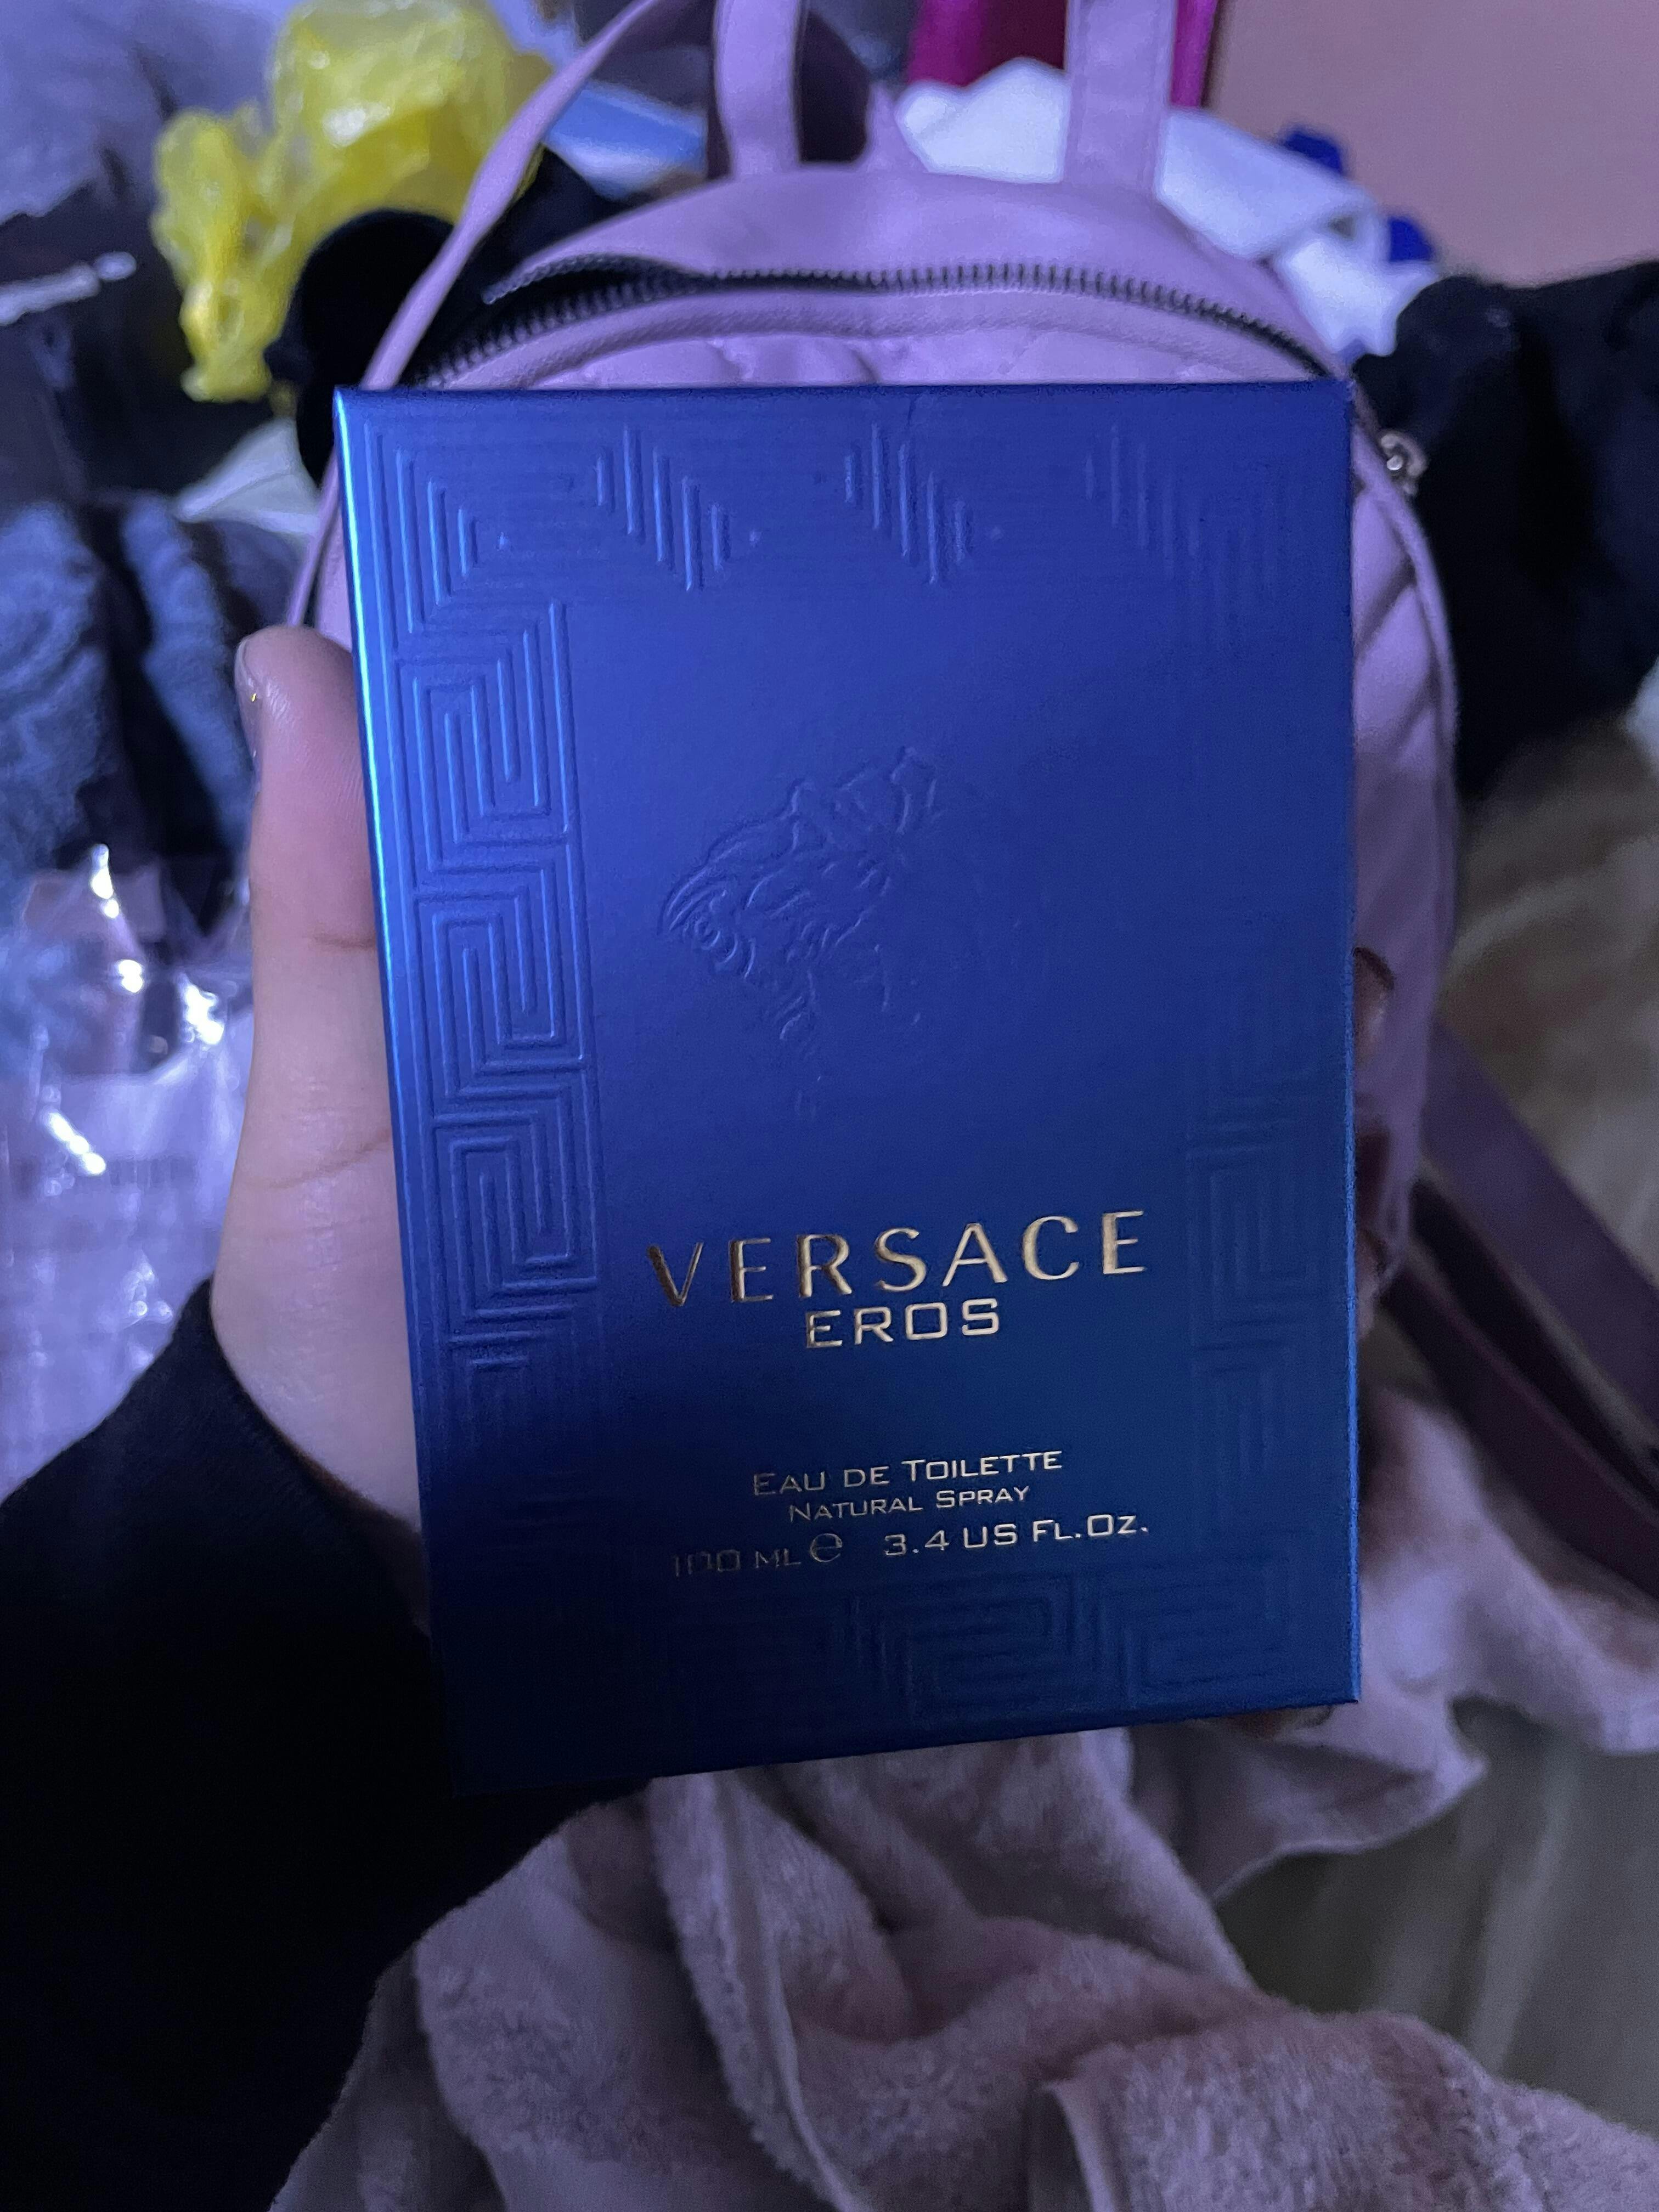 VERSACE
EROS
EAU DE TOILETTE
NATURAL SPRAY
100 ML e 3.4 US FL.OZ.